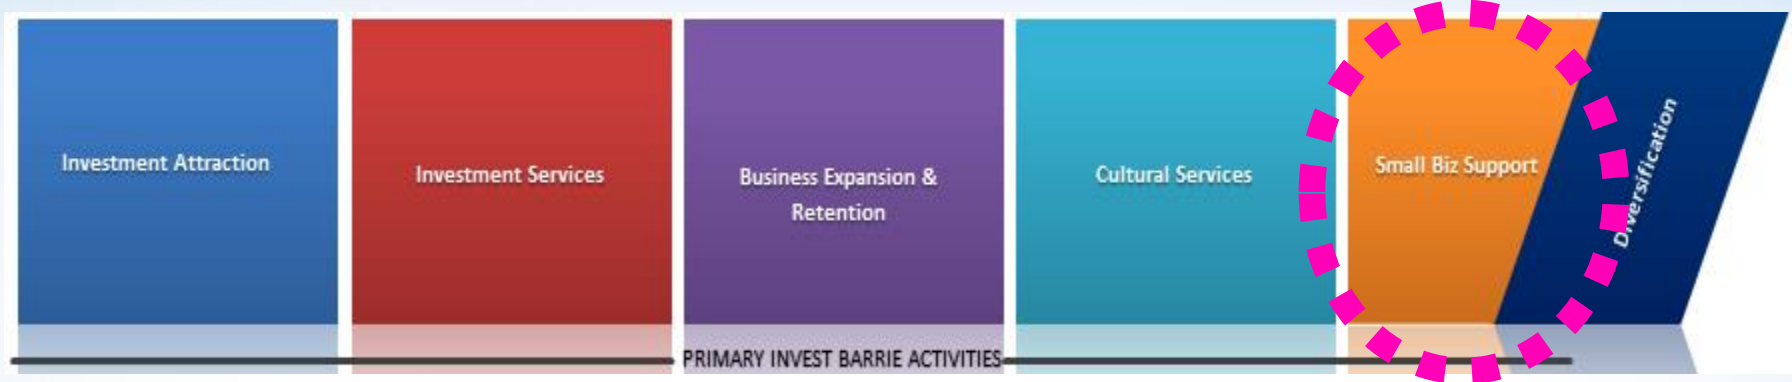 Investment Attraction
Investment Services
Business Expansion &
Retention
Cultural Services
Small Biz Support
Diversification
PRIMARY INVEST BARRIE ACTIVITIES